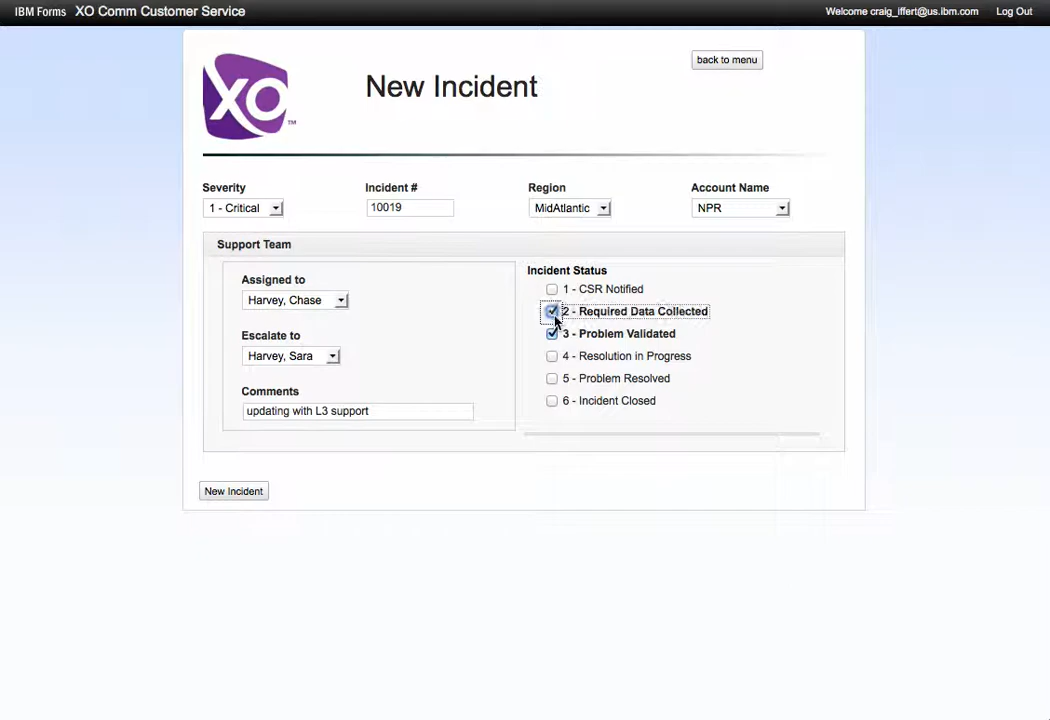 IBM Forms XO Comm Customer Service Welcome craig_iffert@us.ibm.com Log Out
back to menu
XO™ New Incident
Severity Incident # Region Account Name
1 - Critical 10019 MidAtlantic NPR
Support Team
Assigned to
Harvey, Chase
Escalate to
Harvey, Sara
Comments
updating with L3 support
Incident Status
1 - CSR Notified
2 - Required Data Collected
3 - Problem Validated
4 - Resolution in Progress
5 - Problem Resolved
6 - Incident Closed
New Incident